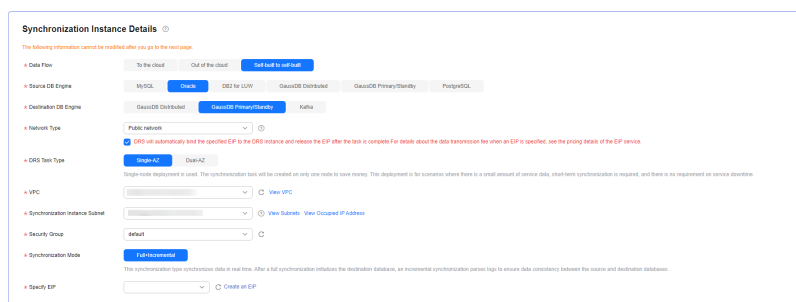 Synchronization Instance Details
The following information cannot be modified after you go to the next page.
* Data Flow To the cloud Out of the cloud Self-built to self-built
* Source DB Engine MySQL Oracle DB2 for LUW GaussDB Distributed GaussDB Primary/Standby PostgreSQL
* Destination DB Engine GaussDB Distributed GaussDB Primary/Standby Kafka
* Network Type Public network
DRS will automatically bind the specified EIP to the DRS instance and release the EIP after the task is complete.For details about the data transmission fee when an EIP is specified, see the pricing details of the EIP service.
* DRS Task Type Single-AZ Dual-AZ
Single-node deployment is used. The synchronization task will be created on only one node to save money. This deployment is for scenarios where there is a small amount of service data, short-term synchronization is required, and there is no requirement on service downtime.
* VPC View VPC
* Synchronization Instance Subnet View Subnets View Occupied IP Address
* Security Group default
* Synchronization Mode Full+Incremental
This synchronization type synchronizes data in real time. After a full synchronization initializes the destination database, an incremental synchronization parses logs to ensure data consistency between the source and destination databases.
* Specify EIP Create an EIP